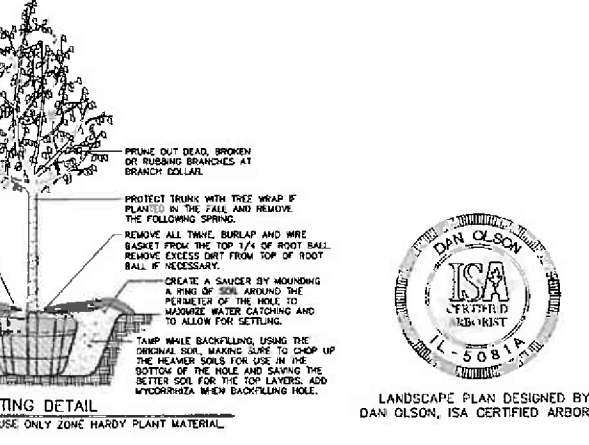 PRUNE OUT DEAD, BROKEN
OR RUBBING BRANCHES AT
BRANCH COLLAR.
PROTECT TRUNK WITH TREE WRAP IF
PLANTED IN THE FALL AND REMOVE
THE FOLLOWING SPRING.
REMOVE ALL TWINE, BURLAP AND WIRE
BASKET FROM THE TOP 1/4 OF ROOT BALL.
REMOVE EXCESS DIRT FROM TOP OF ROOT
BALL IF NECESSARY.
CREATE A SAUCER BY MOUNDING
A RING OF SOIL AROUND THE
PERIMETER OF THE HOLE TO
MAXIMIZE WATER CATCHING AND
TO ALLOW FOR SETTLING.
TAMP WHILE BACKFILLING, USING THE
ORIGINAL SOIL, MAKING SURE TO CHOP UP
THE HEAVIER SOILS FOR USE IN THE
BOTTOM OF THE HOLE AND SAVING THE
BETTER SOIL FOR THE TOP LAYERS. ADD
MYCORRHIZA WHEN BACKFILLING HOLE.
TING DETAIL
USE ONLY ZONE HARDY PLANT MATERIAL.
DAN OLSON
ISA
CERTIFIED
ARBORIST
IL-5081A
LANDSCAPE PLAN DESIGNED BY
DAN OLSON, ISA CERTIFIED ARBOR